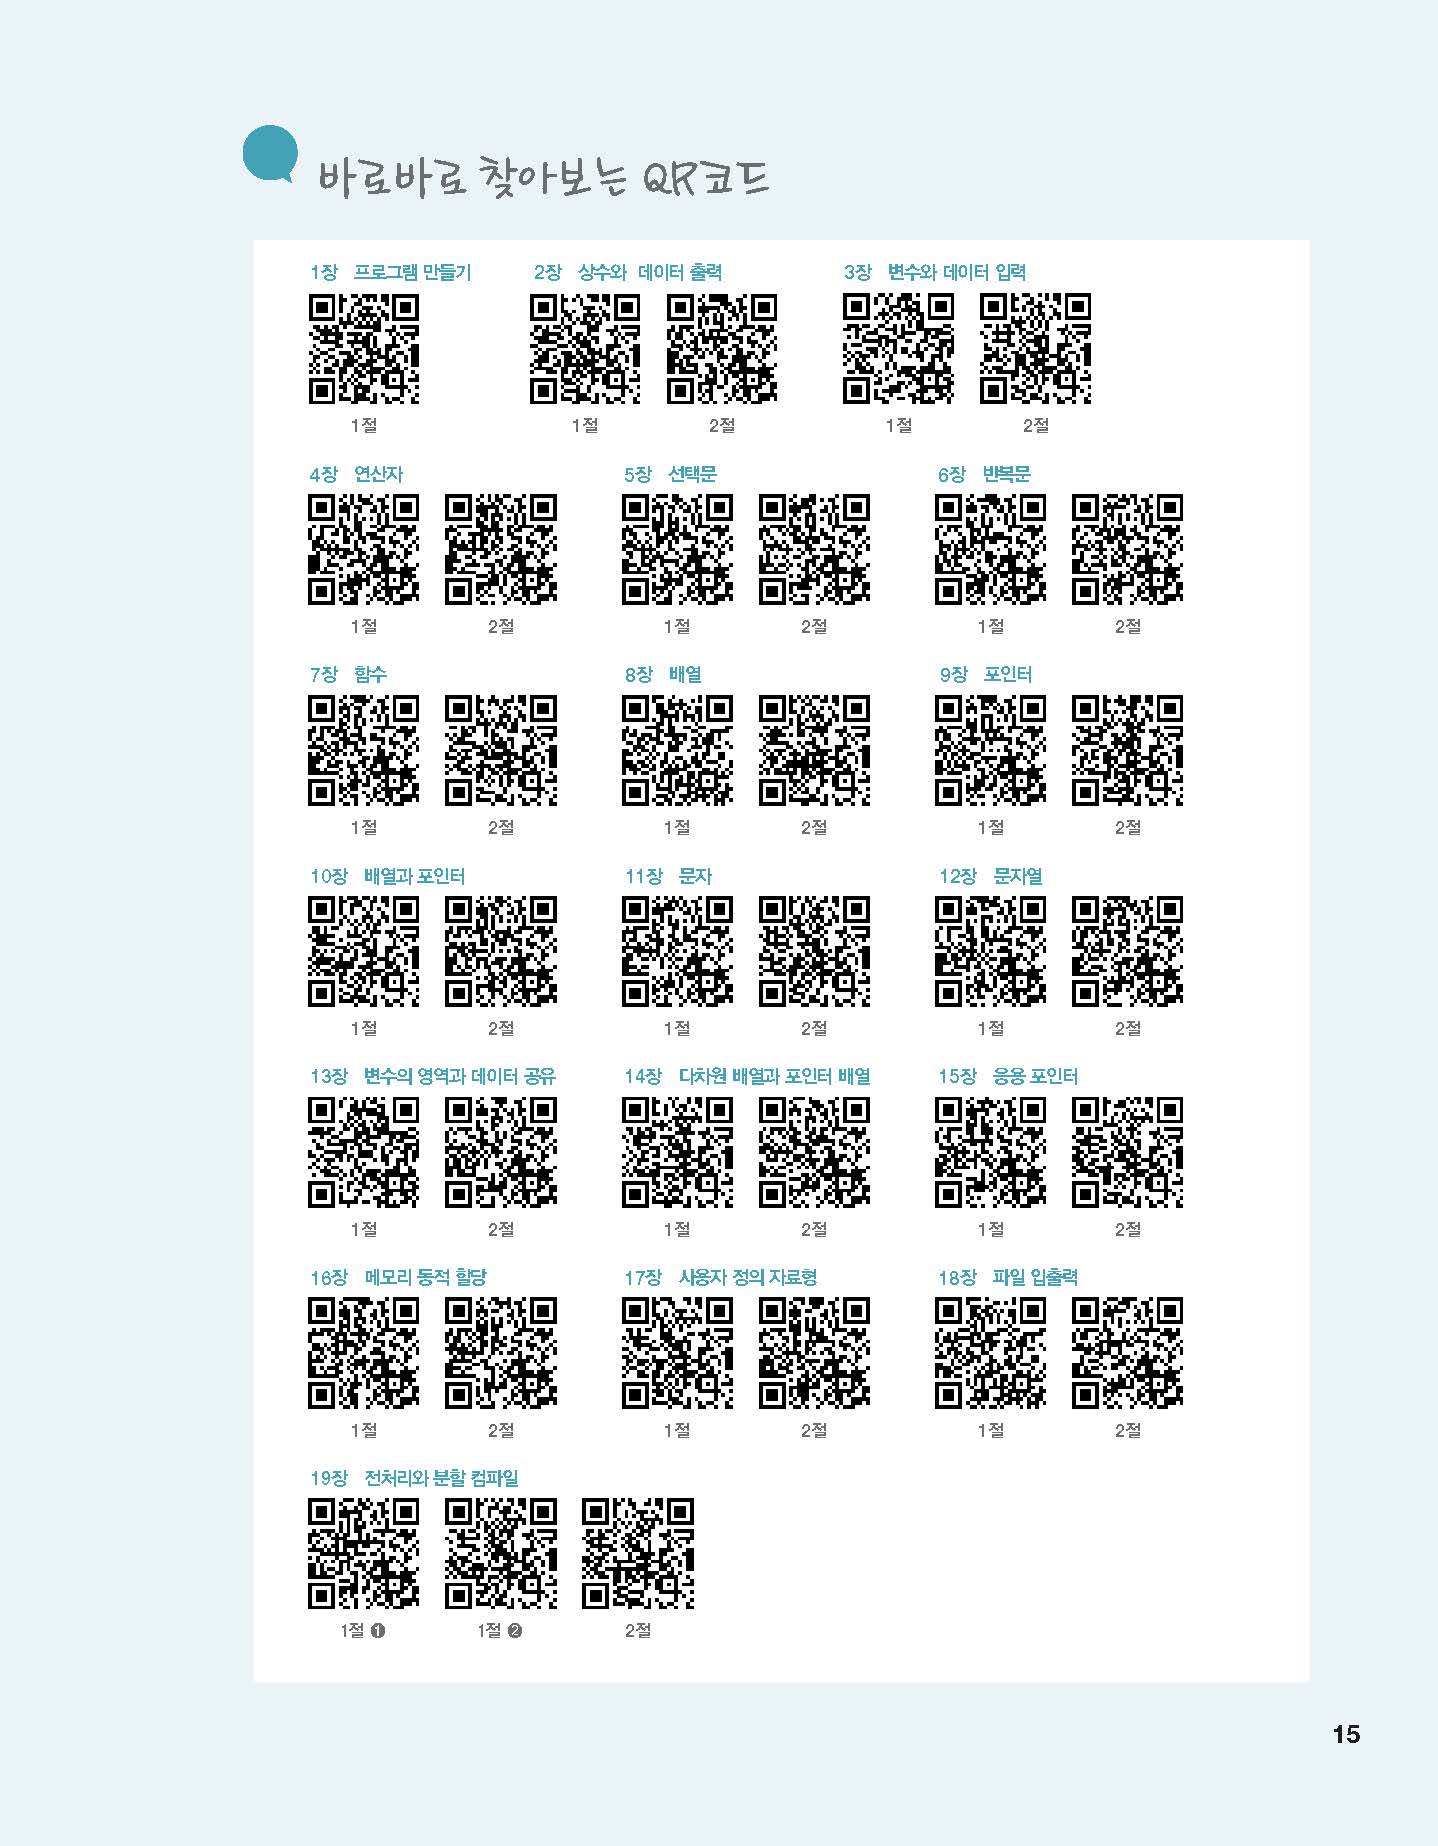 바로바로 찾아보는 QR코드
1장 프로그램 만들기 2장 상수와 데이터 출력 3장 변수와 데이터 입력
1절 1절 2절 1절 2절
4장 연산자 5장 선택문 6장 반복문
1절 2절 1절 2절 1절 2절
7장 함수 8장 배열 9장 포인터
1절 2절 1절 2절 1절 2절
10장 배열과 포인터 11장 문자 12장 문자열
1절 2절 1절 2절 1절 2절
13장 변수의 영역과 데이터 공유 14장 다차원 배열과 포인터 배열 15장 응용 포인터
1절 2절 1절 2절 1절 2절
16장 메모리 동적 할당 17장 사용자 정의 자료형 18장 파일 입출력
1절 2절 1절 2절 1절 2절
19장 전처리와 분할 컴파일
1절 ❶ 1절 ❷ 2절
15